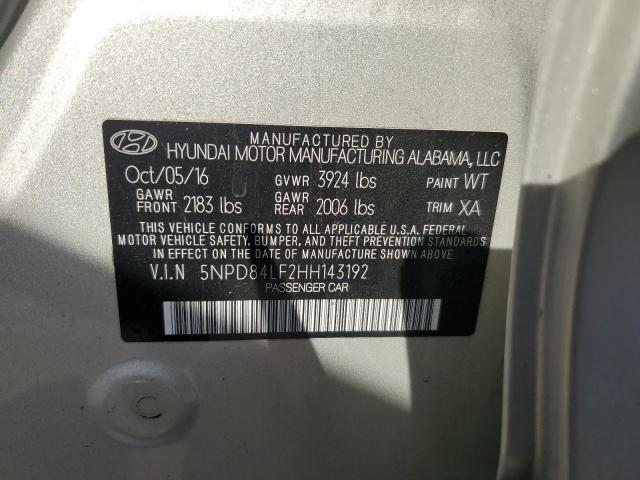 MANUFACTURED BY
HYUNDAI MOTOR MANUFACTURING ALABAMA, LLC
Oct/05/16 GVWR 3924 lbs PAINT WT
GAWR FRONT 2183 lbs GAWR REAR 2006 lbs TRIM XA
THIS VEHICLE CONFORMS TO ALL APPLICABLE U.S.A. FEDERAL
MOTOR VEHICLE SAFETY, BUMPER, AND THEFT PREVENTION STANDARDS
IN EFFECT ON THE DATE OF MANUFACTURE SHOWN ABOVE.
V.I.N 5NPD84LF2HH143192
PASSENGER CAR